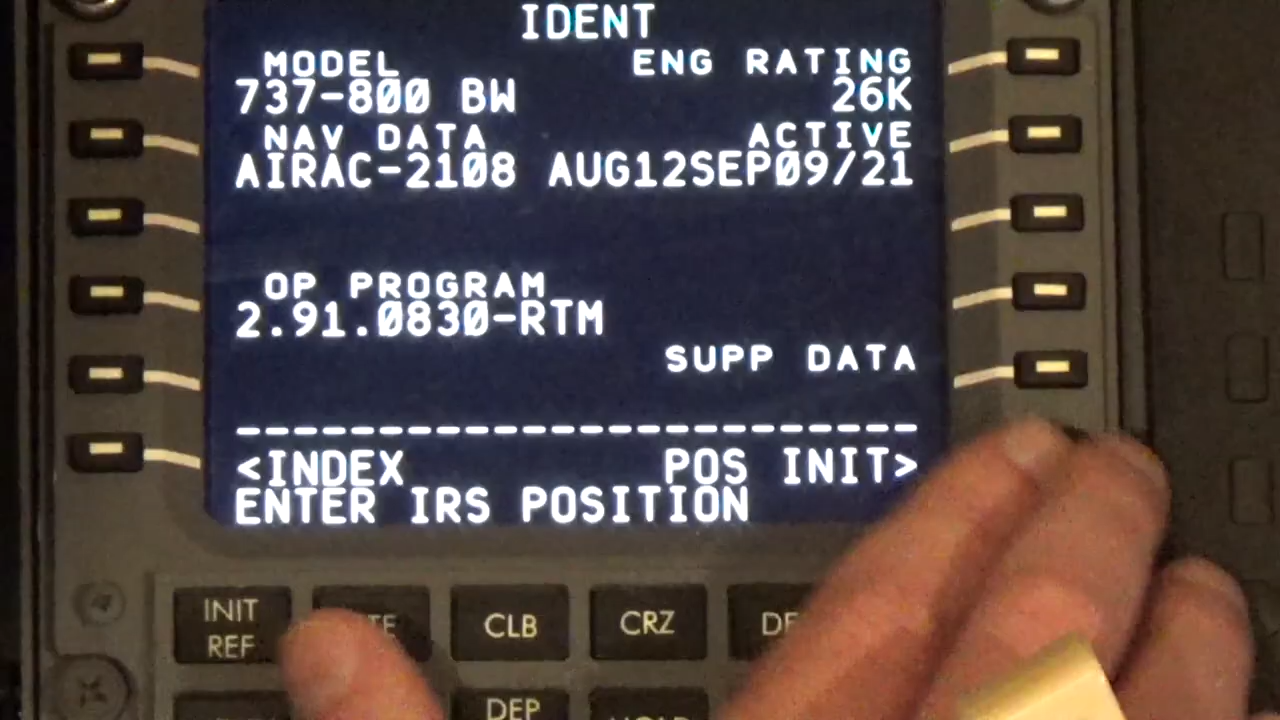 IDENT
MODEL ENG RATING
737-800 BW 26K
NAV DATA ACTIVE
AIRAC-2108 AUG12SEP09/21
OP PROGRAM
2.91.0830-RTM
SUPP DATA
------------------------
<INDEX POS INIT>
ENTER IRS POSITION
INIT REF CLB CRZ
DEP